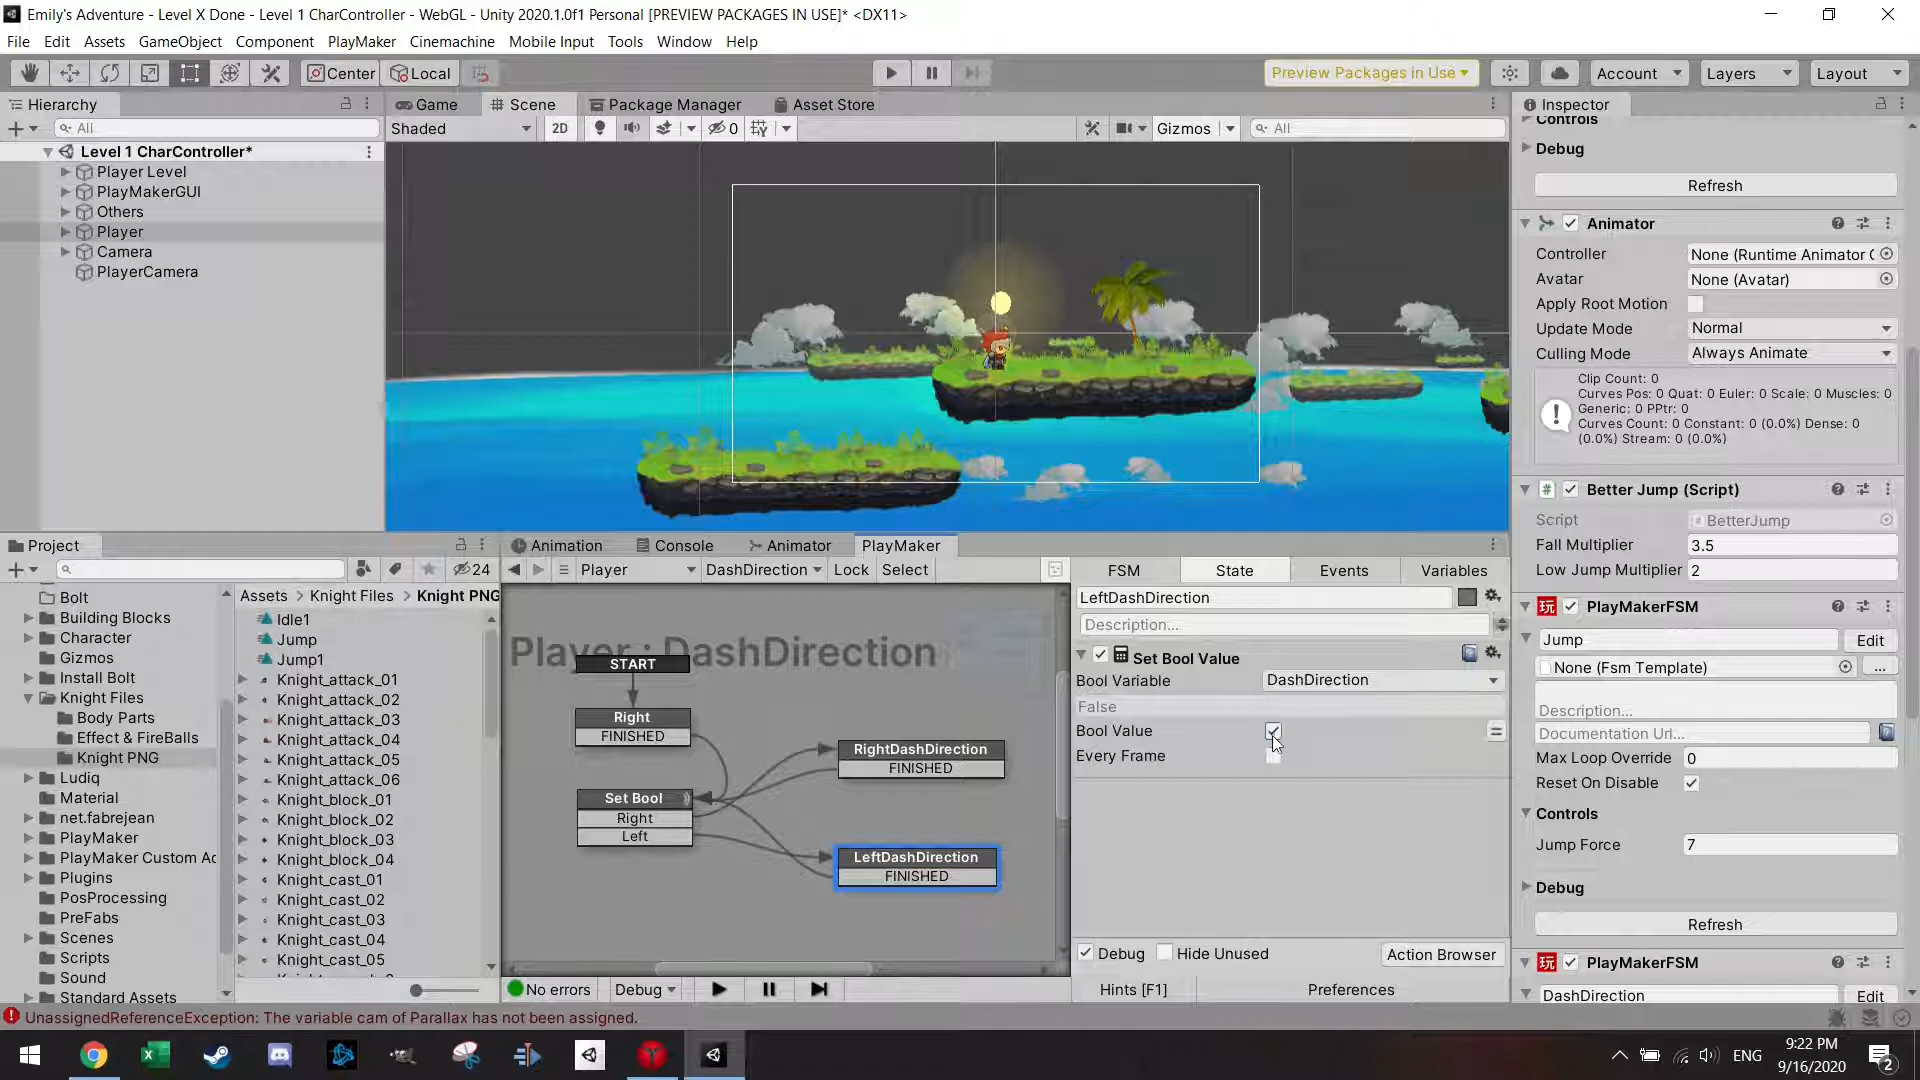 Emily's Adventure - Level X Done - Level 1 CharController - WebGL - Unity 2020.1.0f1 Personal [PREVIEW PACKAGES IN USE]* <DX11>
File Edit Assets GameObject Component PlayMaker Cinemachine Mobile Input Tools Window Help
Center Local Preview Packages in Use Account Layers Layout
Hierarchy
All
Level 1 CharController*
Player Level
PlayMakerGUI
Others
Player
Camera
PlayerCamera
Game Scene Package Manager Asset Store
Shaded 2D 0 Gizmos All
Project
24
Bolt
Building Blocks
Character
Gizmos
Install Bolt
Knight Files
Body Parts
Effect & FireBalls
Knight PNG
Ludiq
Material
net.fabrejean
PlayMaker
PlayMaker Custom Ac
Plugins
PosProcessing
PreFabs
Scenes
Scripts
Sound
Standard Assets
Assets > Knight Files > Knight PNG
Idle1
Jump
Jump1
Knight_attack_01
Knight_attack_02
Knight_attack_03
Knight_attack_04
Knight_attack_05
Knight_attack_06
Knight_block_01
Knight_block_02
Knight_block_03
Knight_block_04
Knight_cast_01
Knight_cast_02
Knight_cast_03
Knight_cast_04
Knight_cast_05
Animation Console Animator PlayMaker
Player DashDirection Lock Select
Player : DashDirection
START
Right
FINISHED
Set Bool
Right
Left
RightDashDirection
FINISHED
LeftDashDirection
FINISHED
No errors Debug
FSM State Events Variables
LeftDashDirection
Description...
Set Bool Value
Bool Variable DashDirection
False
Bool Value
Every Frame
Debug Hide Unused Action Browser
Hints [F1] Preferences
Inspector
Controls
Debug
Refresh
Animator
Controller None (Runtime Animator C
Avatar None (Avatar)
Apply Root Motion
Update Mode Normal
Culling Mode Always Animate
Clip Count: 0
Curves Pos: 0 Quat: 0 Euler: 0 Scale: 0 Muscles: 0
Generic: 0 PPtr: 0
Curves Count: 0 Constant: 0 (0.0%) Dense: 0
(0.0%) Stream: 0 (0.0%)
Better Jump (Script)
Script BetterJump
Fall Multiplier 3.5
Low Jump Multiplier 2
PlayMakerFSM
Jump Edit
None (Fsm Template) ...
Description...
Documentation Url...
Max Loop Override 0
Reset On Disable
Controls
Jump Force 7
Debug
Refresh
PlayMakerFSM
DashDirection Edit
UnassignedReferenceException: The variable cam of Parallax has not been assigned.
ENG
9:22 PM
9/16/2020
2